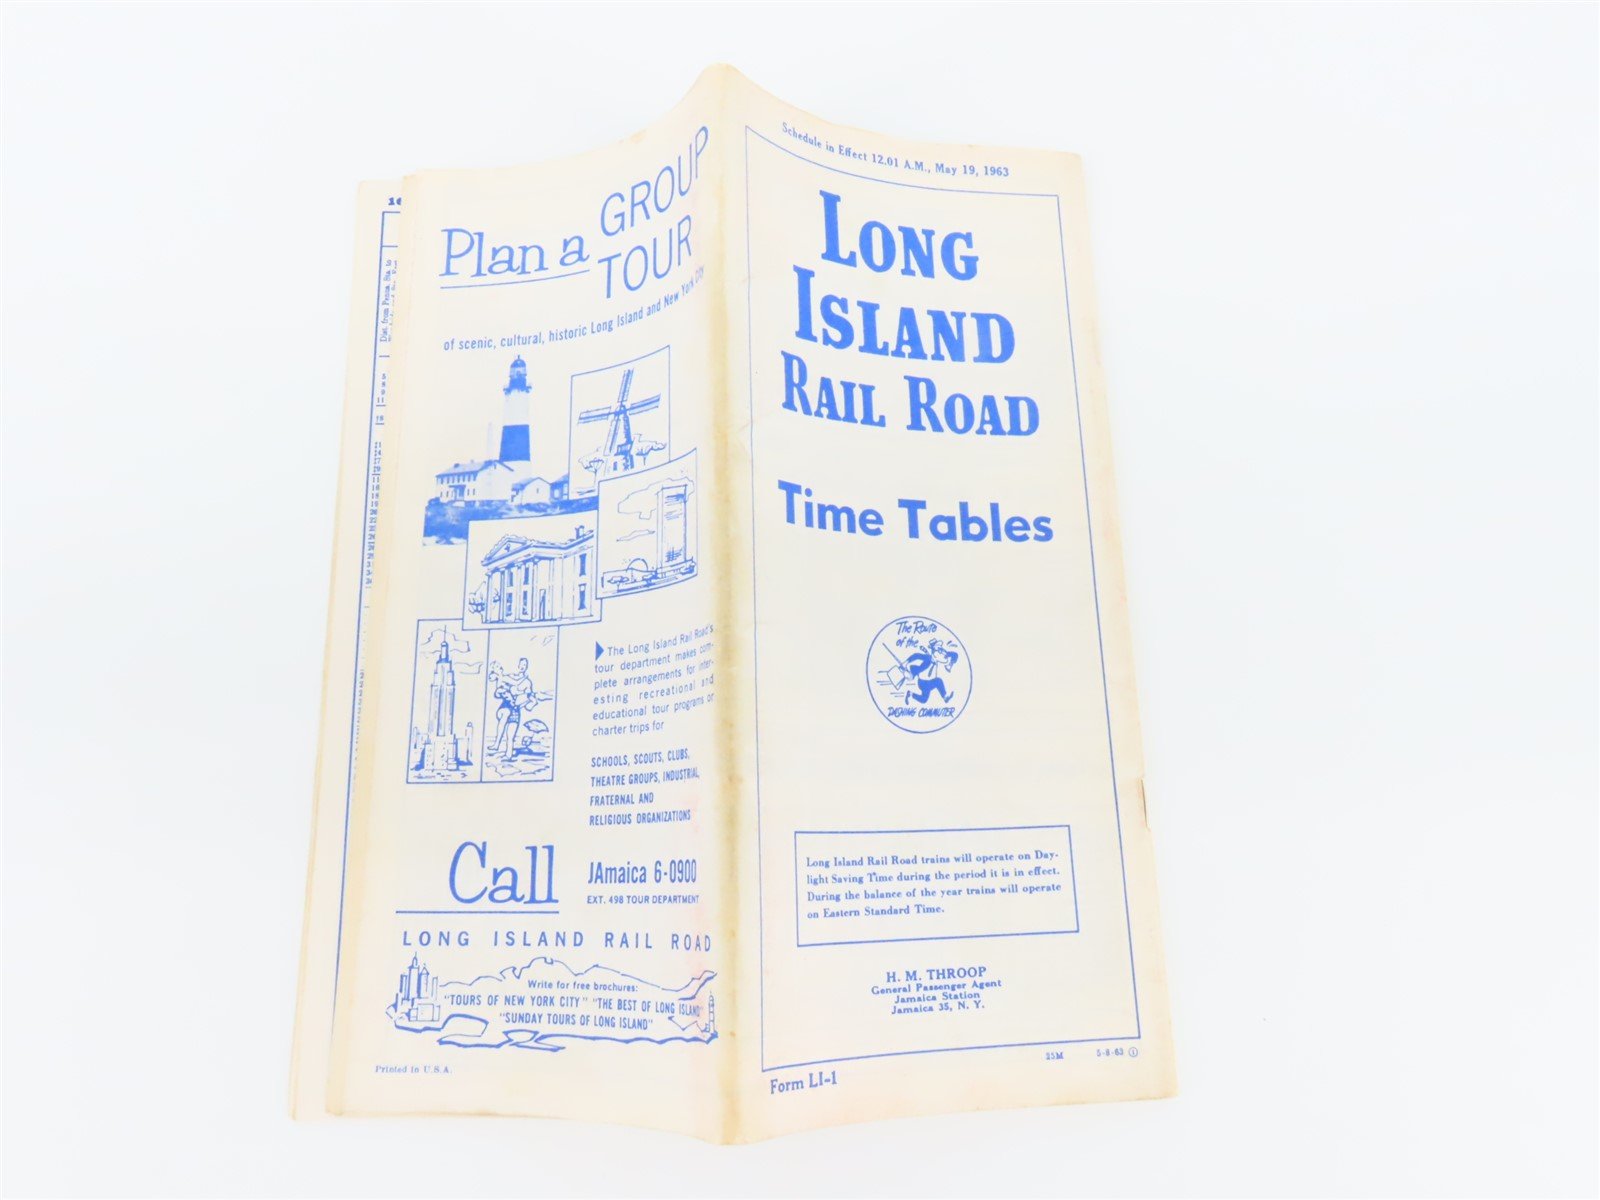 Plan a GROUP
TOUR
of scenic, cultural, historic Long Island and New York City
The Long Island Rail Road's
tour department makes com-
plete arrangements for inter-
esting recreational and
educational tour programs or
charter trips for
SCHOOLS, SCOUTS, CLUBS,
THEATRE GROUPS, INDUSTRIAL,
FRATERNAL AND
RELIGIOUS ORGANIZATIONS
Call JAmaica 6-0900
EXT. 498 TOUR DEPARTMENT
LONG ISLAND RAIL ROAD
Write for free brochures:
"TOURS OF NEW YORK CITY" "THE BEST OF LONG ISLAND"
"SUNDAY TOURS OF LONG ISLAND"
Printed in U.S.A.
Schedule in Effect 12.01 A.M., May 19, 1963
LONG
ISLAND
RAIL ROAD
Time Tables
The Route
of the
DASHING COMMUTER
Long Island Rail Road trains will operate on Day-
light Saving Time during the period it is in effect.
During the balance of the year trains will operate
on Eastern Standard Time.
H. M. THROOP
General Passenger Agent
Jamaica Station
Jamaica 35, N. Y.
25M 5-8-63
Form LI-1